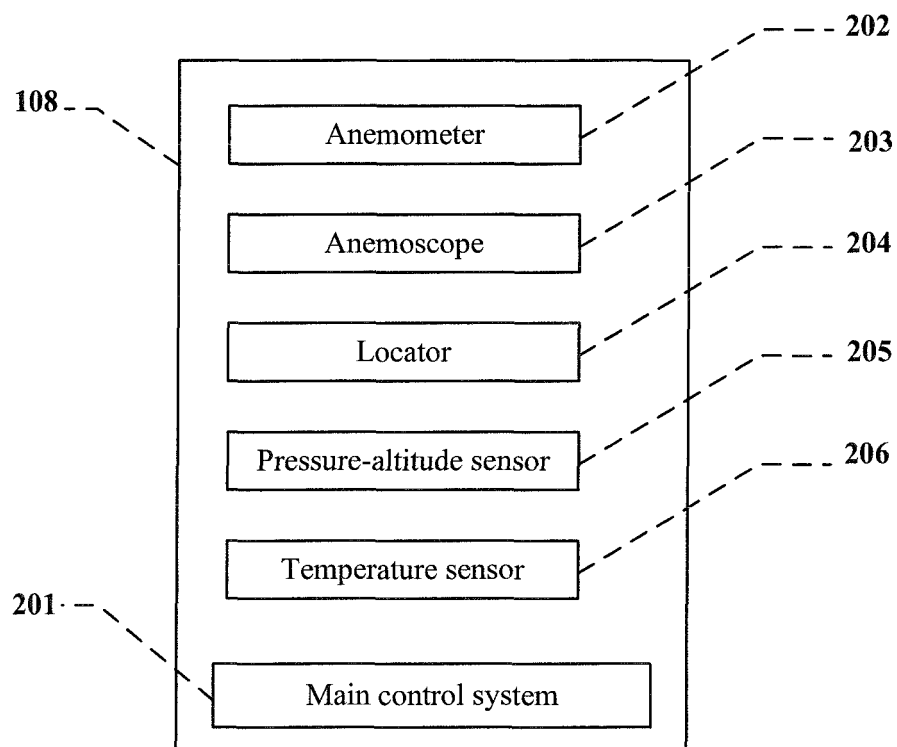 202
108
Anemometer
203
Anemoscope
204
Locator
205
Pressure-altitude sensor
206
Temperature sensor
201
Main control system